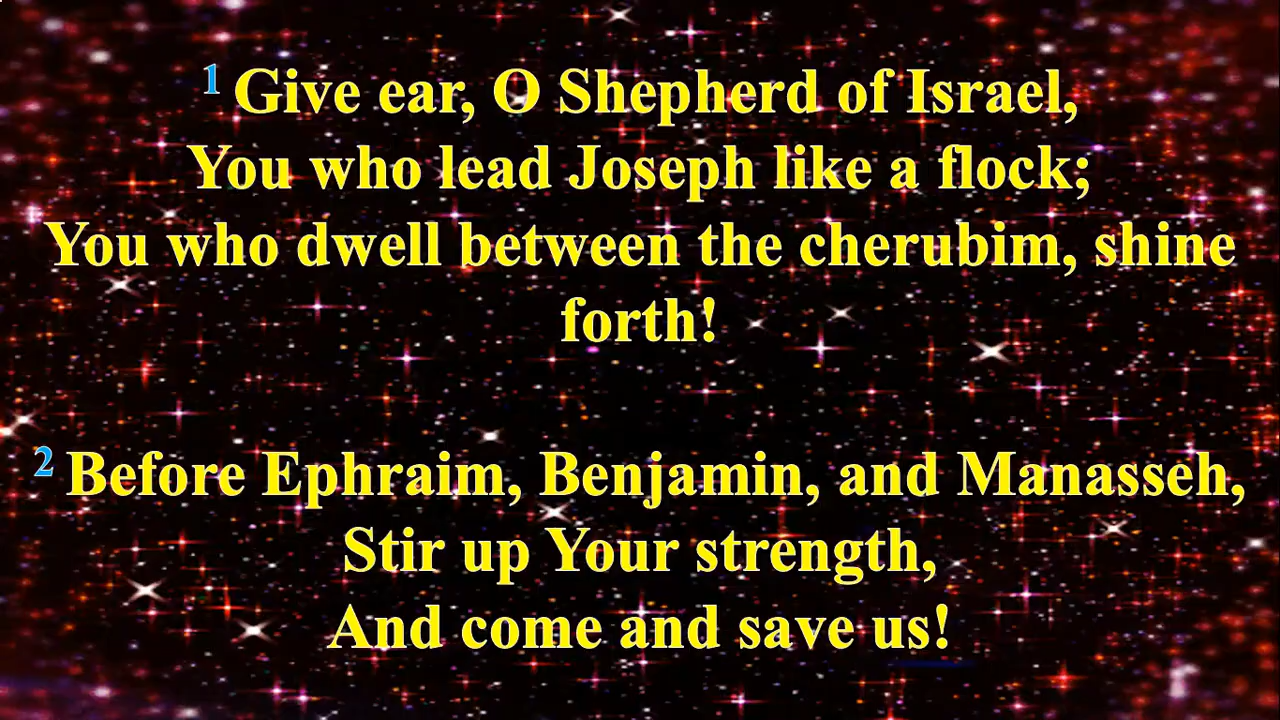 1 Give ear, O Shepherd of Israel,
You who lead Joseph like a flock;
You who dwell between the cherubim, shine
forth!
2 Before Ephraim, Benjamin, and Manasseh,
Stir up Your strength,
And come and save us!